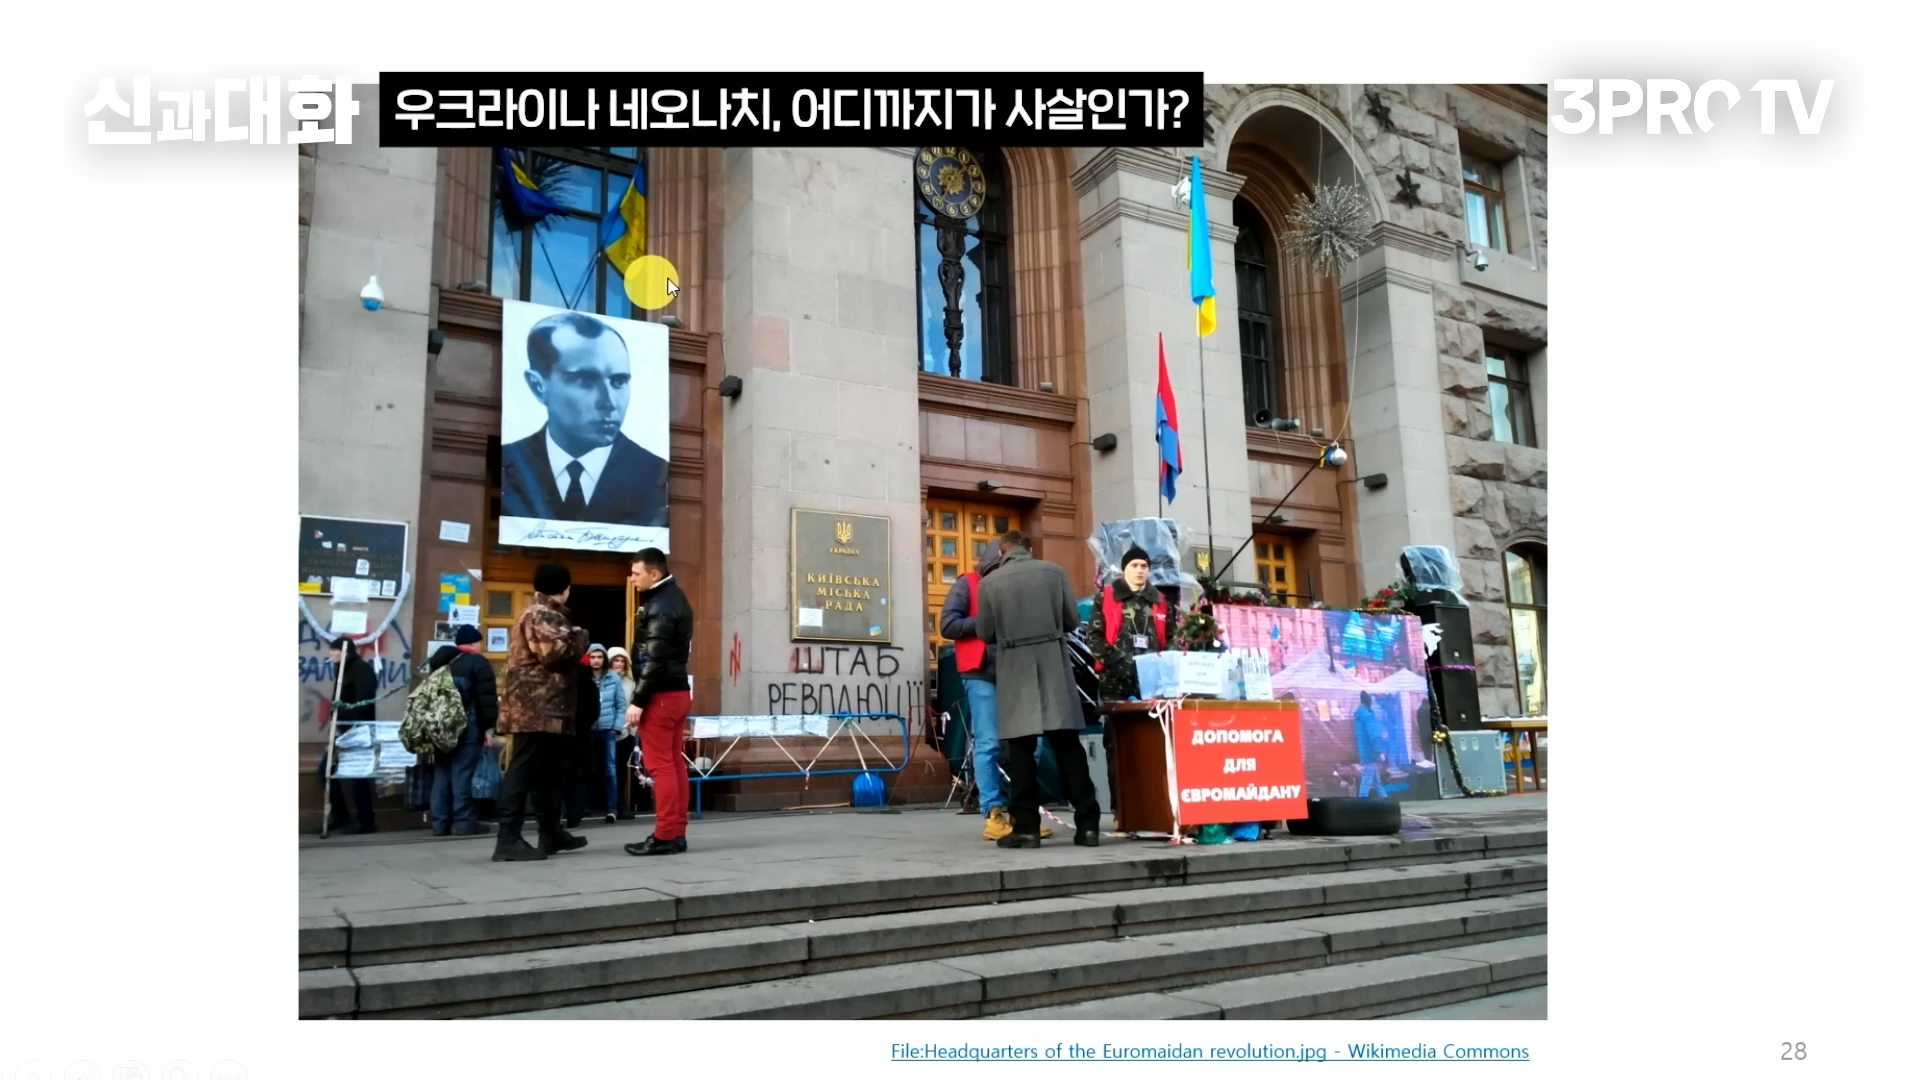 신과대화
우크라이나 네오나치, 어디까지가 사살인가?
3PRO TV
УКРАЇНА
КИЇВСЬКА
МІСЬКА
РАДА
ШТАБ
РЕВОЛЮЦІЇ
ДОПОМОГА
ДЛЯ
ЄВРОМАЙДАНУ
File:Headquarters of the Euromaidan revolution.jpg - Wikimedia Commons
28